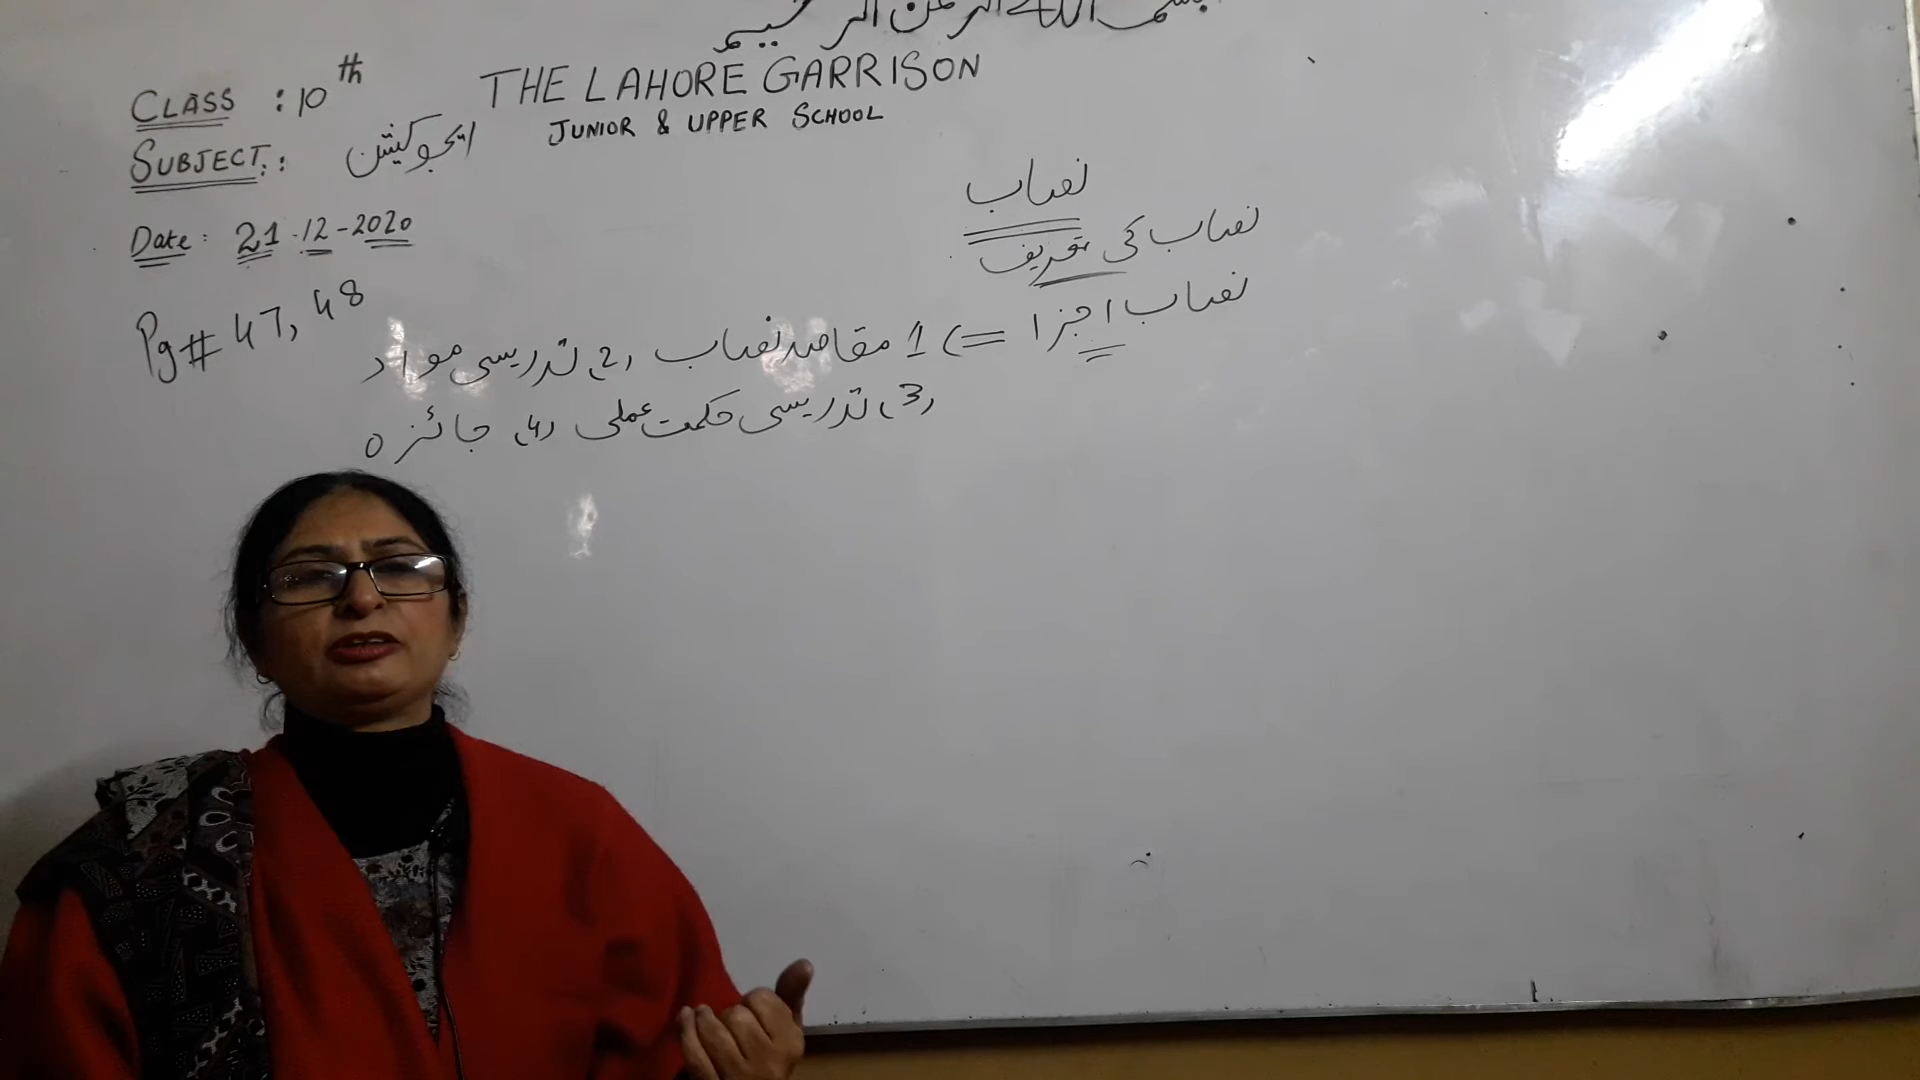 بسم اللہ الرحمن الرحیم
THE LAHORE GARRISON
JUNIOR & UPPER SCHOOL
CLASS : 10th
SUBJECT : ایجوکیشن
Date : 21-12-2020
Pg# 47, 48
نصاب
نصاب کی تعریف
نصاب اجزا => 1 مقاصد نصاب (2) تدریسی مواد
(3) تدریسی حکمت عملی (4) جائزہ